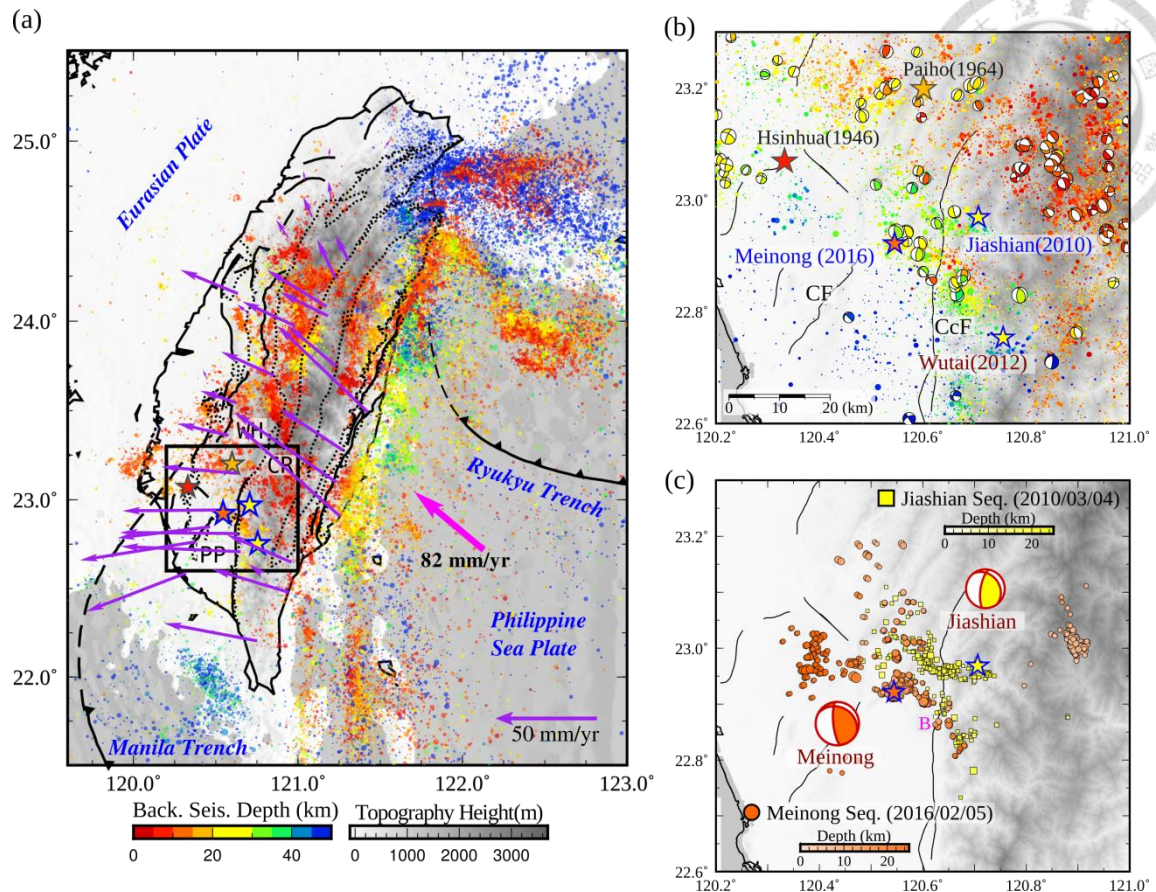 (a)
Eurasian Plate
WH
CR
PP
Ryukyu Trench
82 mm/yr
Philippine
Sea Plate
50 mm/yr
Manila Trench
25.0°
24.0°
23.0°
22.0°
120.0°
121.0°
122.0°
123.0°
Back. Seis. Depth (km)
0
20
40
Topography Height(m)
0
1000
2000
3000
(b)
Paiho(1964)
Hsinhua(1946)
Meinong (2016)
Jiashian(2010)
CF
CcF
Wutai(2012)
0
10
20 (km)
23.2°
23.0°
22.8°
22.6°
120.2°
120.4°
120.6°
120.8°
121.0°
(c)
Jiashian Seq. (2010/03/04)
Depth (km)
0
10
20
Jiashian
B
Meinong
Meinong Seq. (2016/02/05)
Depth (km)
0
10
20
23.2°
23.0°
22.8°
22.6°
120.2°
120.4°
120.6°
120.8°
121.0°